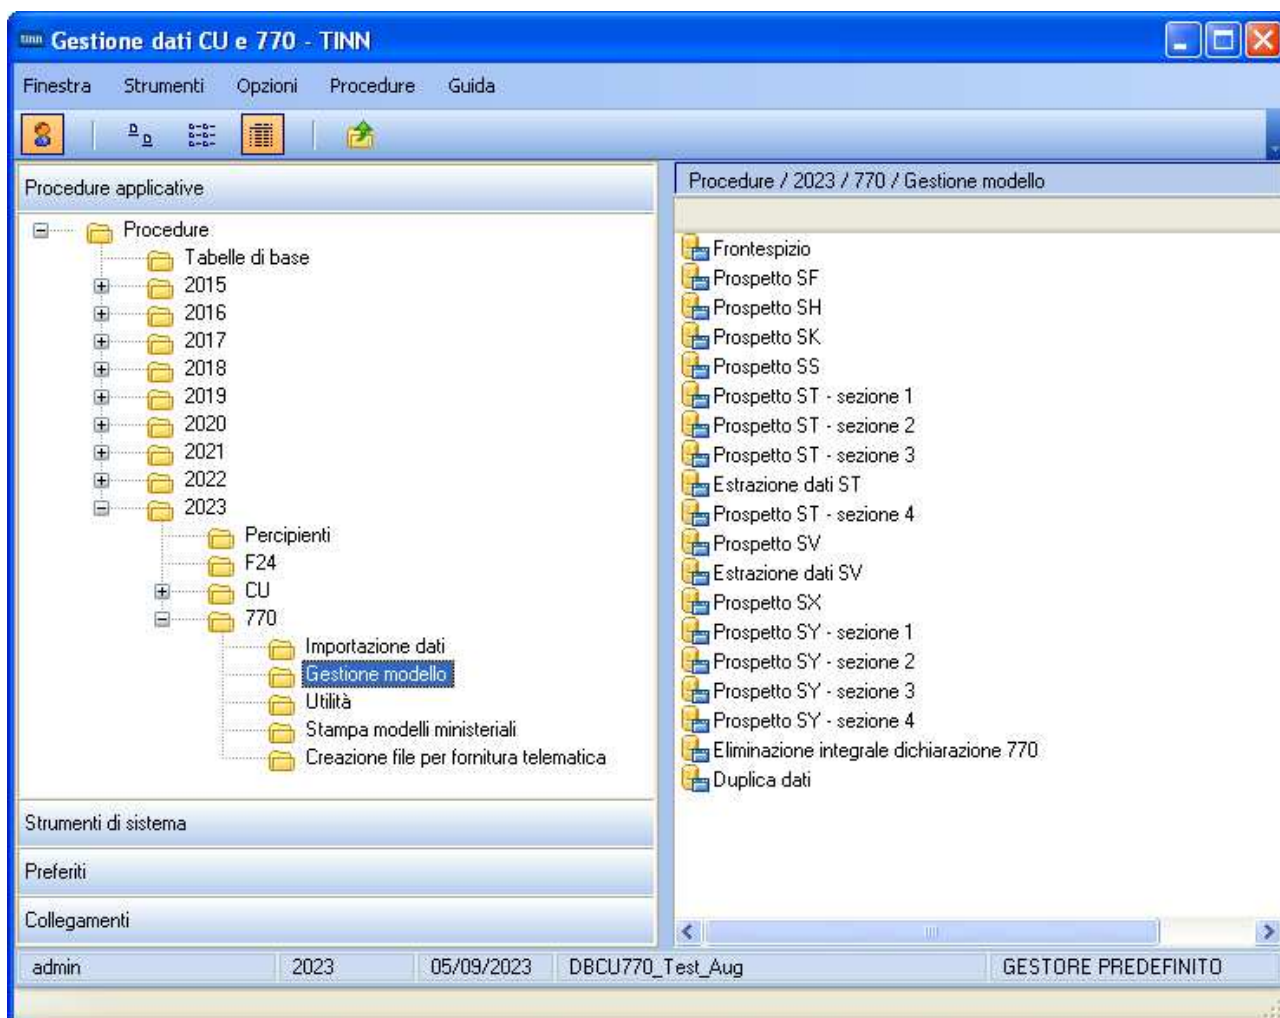 tinn Gestione dati CU e 770 - TINN
Finestra Strumenti Opzioni Procedure Guida
Procedure applicative
Procedure
Tabelle di base
2015
2016
2017
2018
2019
2020
2021
2022
2023
Percipienti
F24
CU
770
Importazione dati
Gestione modello
Utilità
Stampa modelli ministeriali
Creazione file per fornitura telematica
Strumenti di sistema
Preferiti
Collegamenti
Procedure / 2023 / 770 / Gestione modello
Frontespizio
Prospetto SF
Prospetto SH
Prospetto SK
Prospetto SS
Prospetto ST - sezione 1
Prospetto ST - sezione 2
Prospetto ST - sezione 3
Estrazione dati ST
Prospetto ST - sezione 4
Prospetto SV
Estrazione dati SV
Prospetto SX
Prospetto SY - sezione 1
Prospetto SY - sezione 2
Prospetto SY - sezione 3
Prospetto SY - sezione 4
Eliminazione integrale dichiarazione 770
Duplica dati
admin 2023 05/09/2023 DBCU770_Test_Aug GESTORE PREDEFINITO